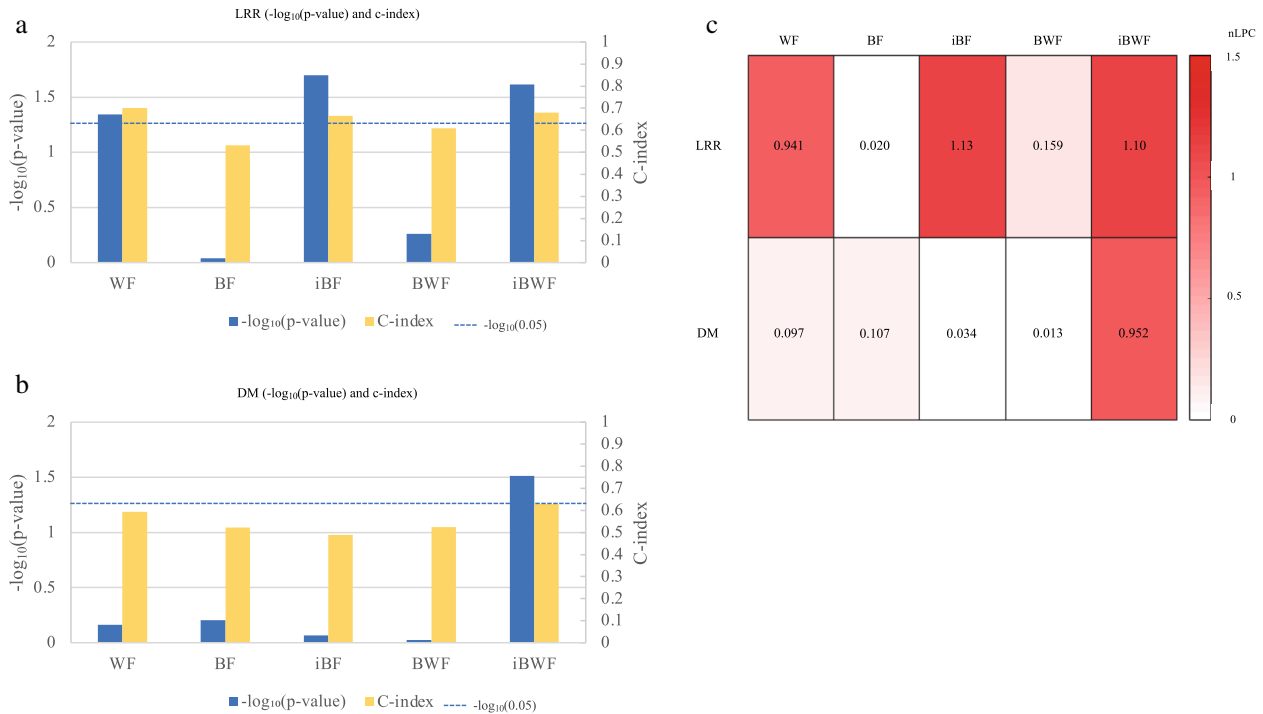 a
LRR (-log₁₀(p-value) and c-index)
-log₁₀(p-value)
2
1.5
1
0.5
0
1
0.9
0.8
0.7
0.6
0.5
0.4
0.3
0.2
0.1
0
C-index
WF BF iBF BWF iBWF
-log₁₀(p-value) C-index -log₁₀(0.05)
b
DM (-log₁₀(p-value) and c-index)
-log₁₀(p-value)
2
1.5
1
0.5
0
1
0.9
0.8
0.7
0.6
0.5
0.4
0.3
0.2
0.1
0
C-index
WF BF iBF BWF iBWF
-log₁₀(p-value) C-index -log₁₀(0.05)
c
WF BF iBF BWF iBWF
LRR 0.941 0.020 1.13 0.159 1.10
DM 0.097 0.107 0.034 0.013 0.952
nLPC
1.5
1
0.5
0